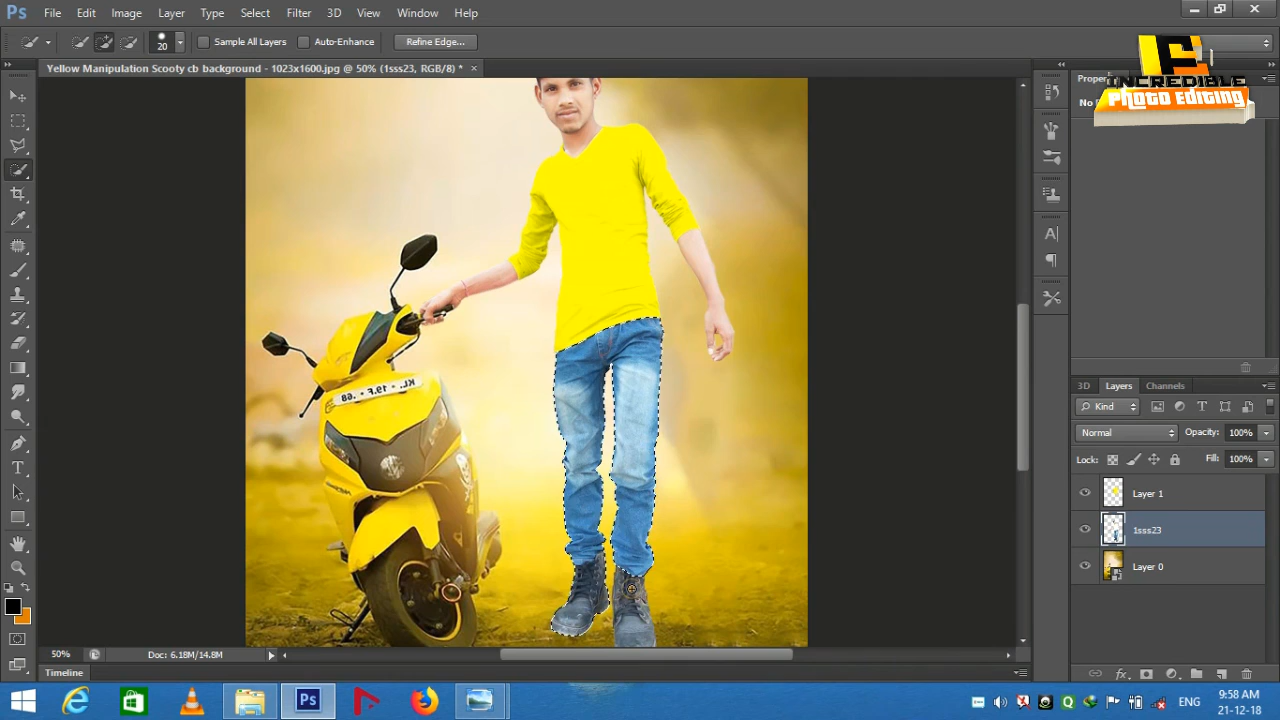 Ps File Edit Image Layer Type Select Filter 3D View Window Help
20 Sample All Layers Auto-Enhance Refine Edge...
Yellow Manipulation Scooty cb background - 1023x1600.jpg @ 50% (1sss23, RGB/8) * ×
INCREDIBLE
PHOTO EDITING
3D Layers Channels
Kind
Normal Opacity: 100%
Lock: Fill: 100%
Layer 1
1sss23
Layer 0
50% Doc: 6.18M/14.8M
Timeline
Ps ENG 9:58 AM
21-12-18